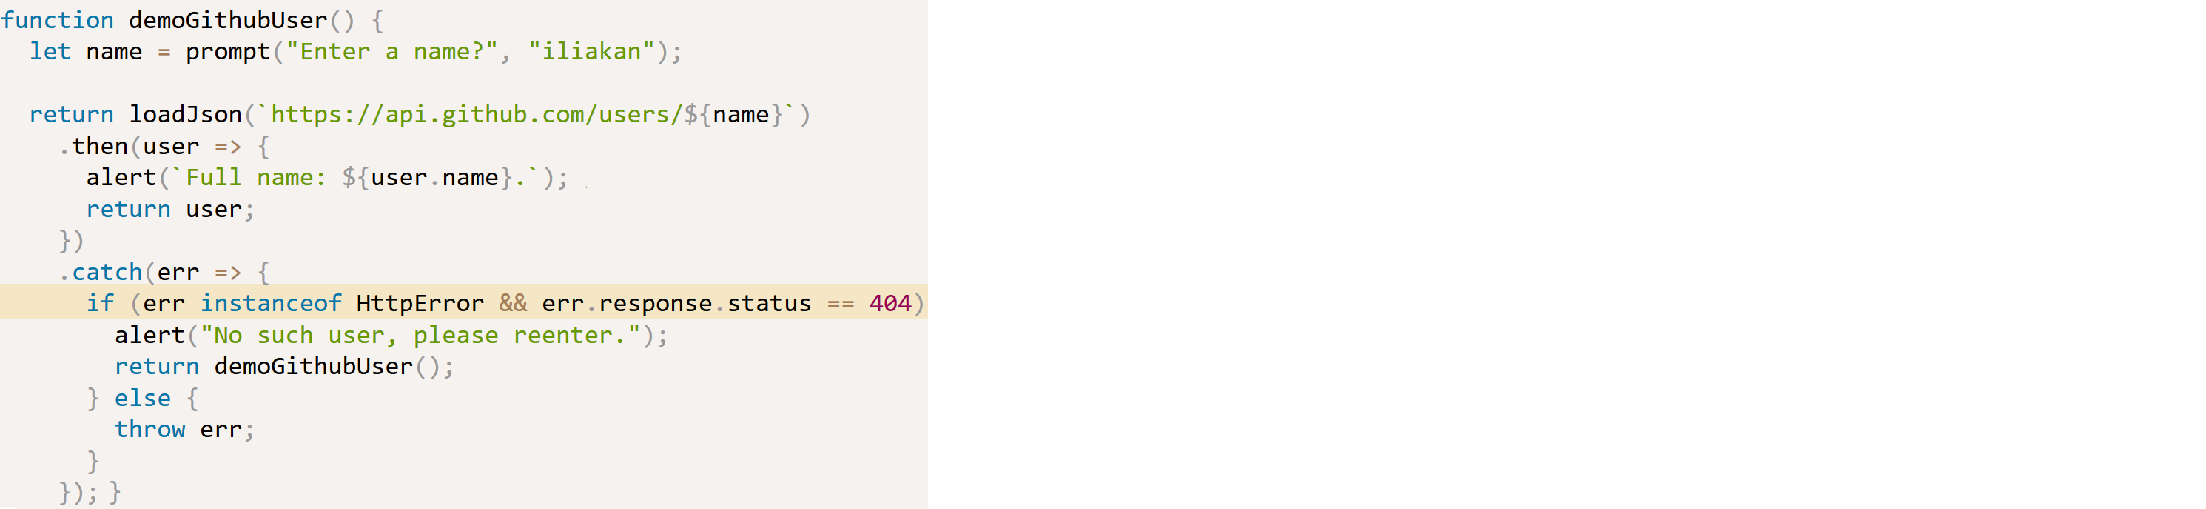 function demoGithubUser() {
  let name = prompt("Enter a name?", "iliakan");

  return loadJson(`https://api.github.com/users/${name}`)
    .then(user => {
      alert(`Full name: ${user.name}.`);
      return user;
    })
    .catch(err => {
      if (err instanceof HttpError && err.response.status == 404)
        alert("No such user, please reenter.");
        return demoGithubUser();
      } else {
        throw err;
      }
    }); }